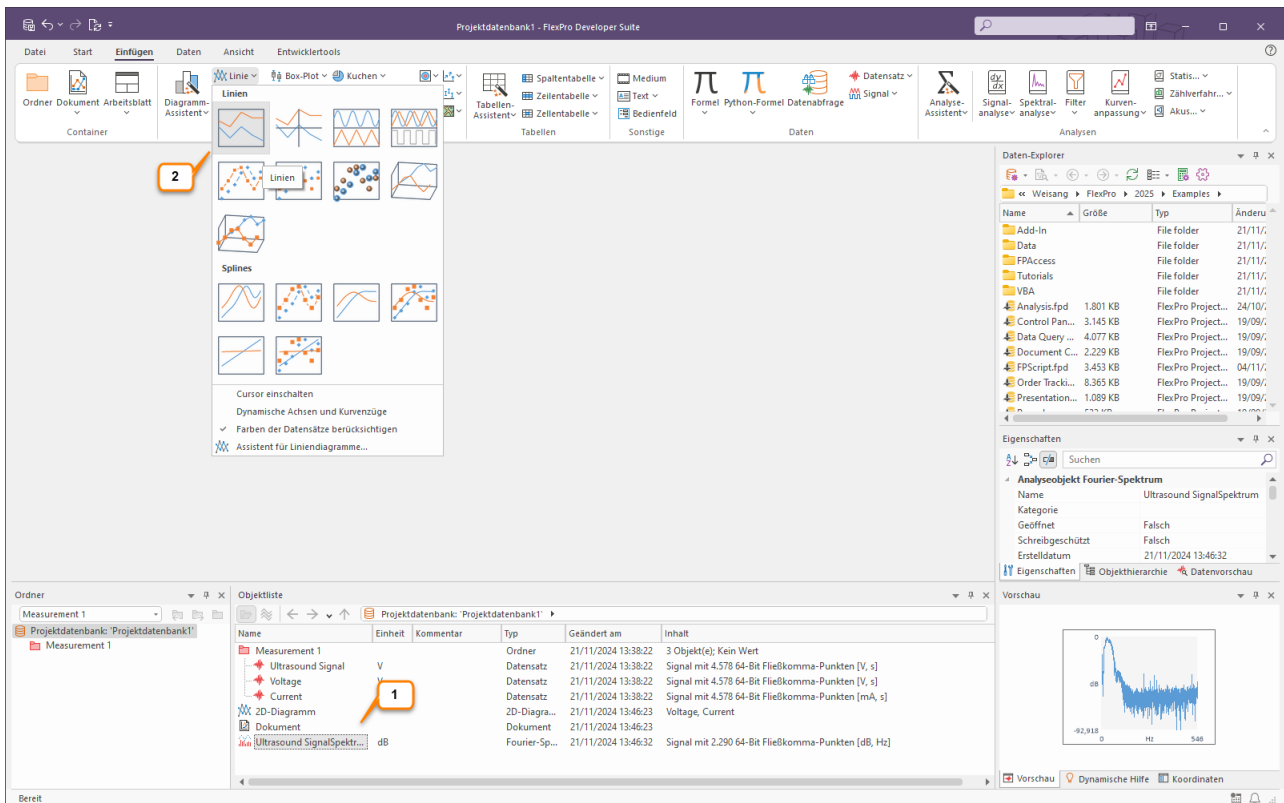 Projektdatenbank1 - FlexPro Developer Suite
Datei Start Einfügen Daten Ansicht Entwicklertools
Linie Box-Plot Kuchen
Ordner Dokument Arbeitsblatt
Container
Diagramm-
Assistent
Tabellen-
Assistent
Spaltentabelle
Zeilentabelle
Zellentabelle
Tabellen
Medium
Text
Bedienfeld
Sonstige
Formel Python-Formel Datenabfrage
Datensatz
Signal
Daten
Analyse-
Assistent
Signal-
analyse
Spektral-
analyse
Filter
Kurven-
anpassung
Statis...
Zählverfahr...
Akus...
Analysen
dy
dx
Linien
2
Linien
Splines
Cursor einschalten
Dynamische Achsen und Kurvenzüge
Farben der Datensätze berücksichtigen
Assistent für Liniendiagramme...
Daten-Explorer
« Weisang FlexPro 2025 Examples
Name Größe Typ Änderu
Add-In File folder 21/11/
Data File folder 21/11/
FPAccess File folder 21/11/
Tutorials File folder 21/11/
VBA File folder 21/11/
Analysis.fpd 1.801 KB FlexPro Project... 24/10/
Control Pan... 3.145 KB FlexPro Project... 19/09/
Data Query ... 4.077 KB FlexPro Project... 19/09/
Document C... 2.229 KB FlexPro Project... 19/09/
FPScript.fpd 3.453 KB FlexPro Project... 04/11/
Order Tracki... 8.365 KB FlexPro Project... 19/09/
Presentation... 1.089 KB FlexPro Project... 19/09/
Eigenschaften
Suchen
Analyseobjekt Fourier-Spektrum
Name Ultrasound SignalSpektrum
Kategorie
Geöffnet Falsch
Schreibgeschützt Falsch
Erstelldatum 21/11/2024 13:46:32
Eigenschaften Objekthierarchie Datenvorschau
Ordner
Measurement 1
Projektdatenbank: 'Projektdatenbank1'
Measurement 1
Objektliste
Projektdatenbank: 'Projektdatenbank1'
Name Einheit Kommentar Typ Geändert am Inhalt
Measurement 1 Ordner 21/11/2024 13:38:22 3 Objekt(e); Kein Wert
Ultrasound Signal V Datensatz 21/11/2024 13:38:22 Signal mit 4.578 64-Bit Fließkomma-Punkten [V, s]
Voltage V Datensatz 21/11/2024 13:38:22 Signal mit 4.578 64-Bit Fließkomma-Punkten [V, s]
Current Datensatz 21/11/2024 13:38:22 Signal mit 4.578 64-Bit Fließkomma-Punkten [mA, s]
1
2D-Diagramm 2D-Diagra... 21/11/2024 13:46:23 Voltage, Current
Dokument Dokument 21/11/2024 13:46:23
Ultrasound SignalSpektr... dB Fourier-Sp... 21/11/2024 13:46:32 Signal mit 2.290 64-Bit Fließkomma-Punkten [dB, Hz]
Vorschau
0
dB
-92,918
0 Hz 546
Vorschau Dynamische Hilfe Koordinaten
Bereit